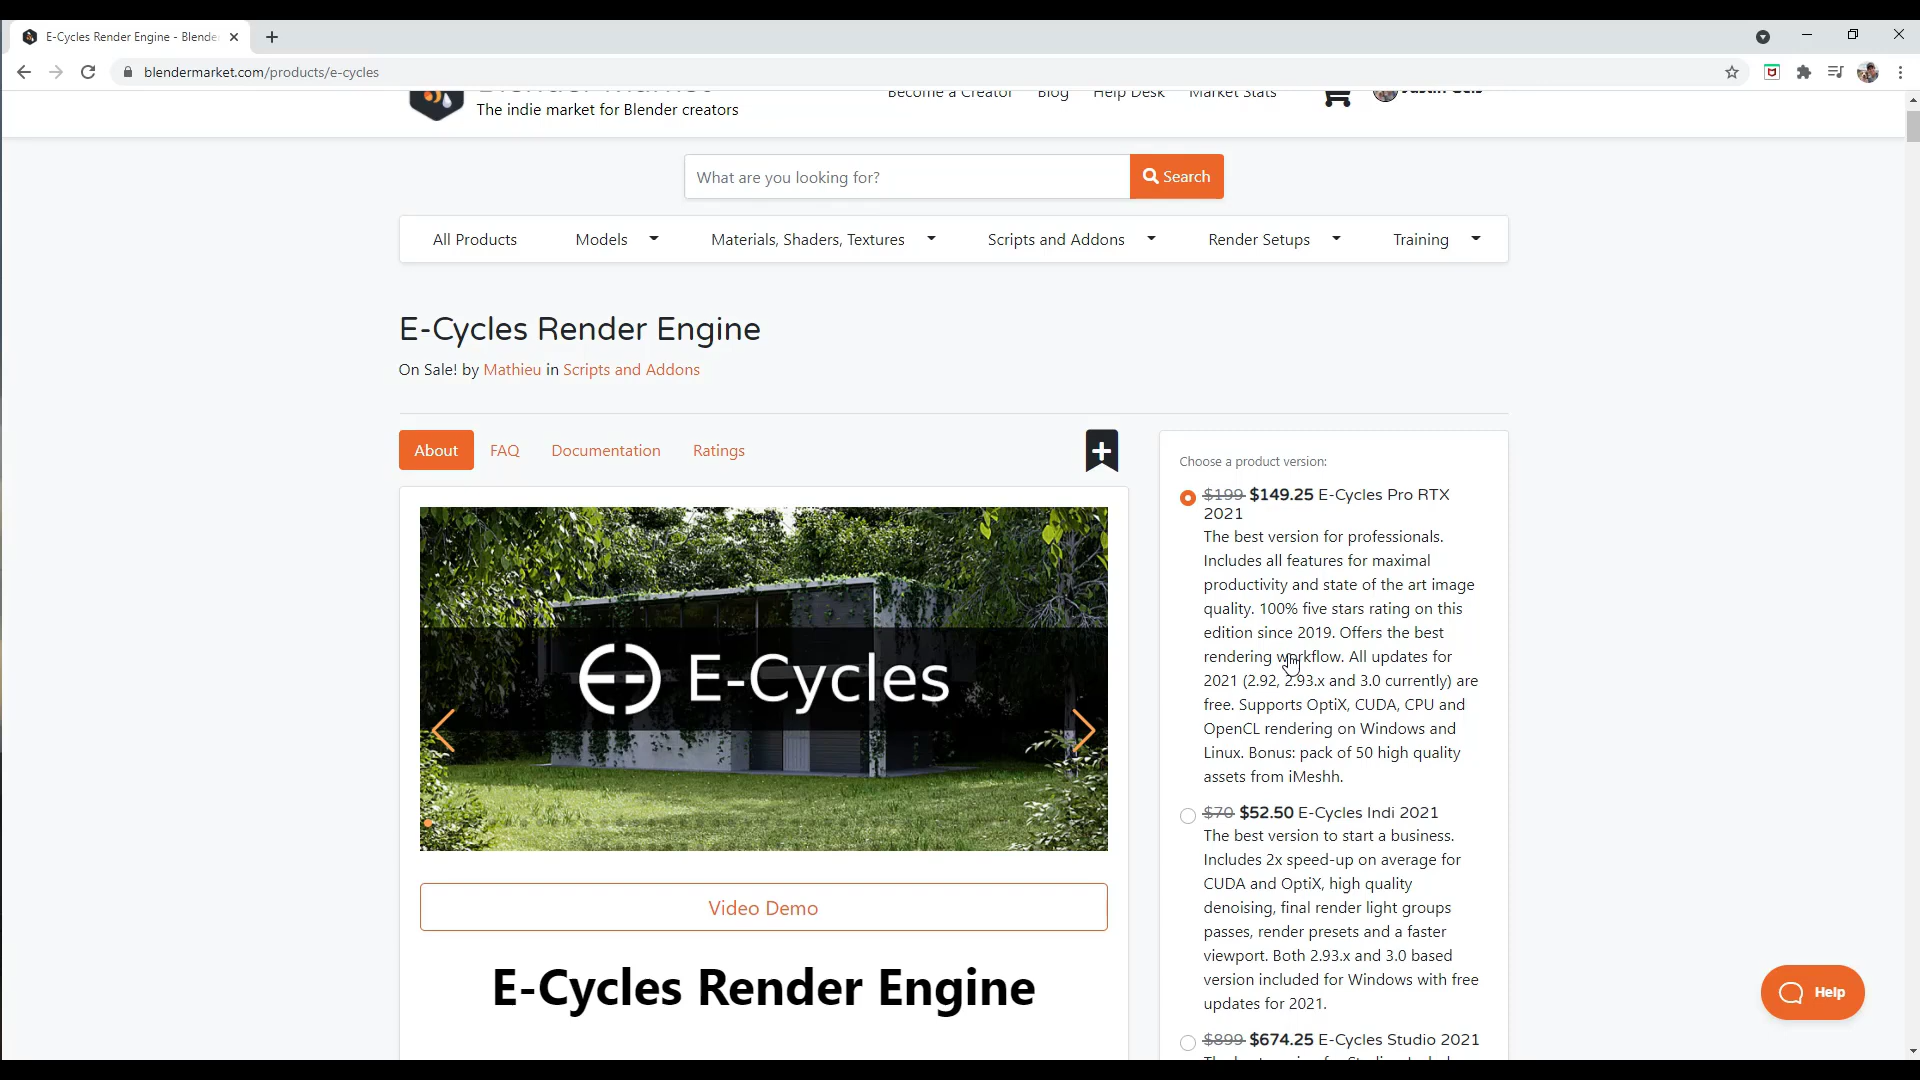 E-Cycles Render Engine - Blende
blendermarket.com/products/e-cycles
The indie market for Blender creators
Become a Creator Blog Help Desk Market Stats
What are you looking for?
Search
All Products Models Materials, Shaders, Textures Scripts and Addons Render Setups Training
E-Cycles Render Engine
On Sale! by Mathieu in Scripts and Addons
About FAQ Documentation Ratings
E-Cycles
Video Demo
E-Cycles Render Engine
Choose a product version:
$199 $149.25 E-Cycles Pro RTX
2021
The best version for professionals.
Includes all features for maximal
productivity and state of the art image
quality. 100% five stars rating on this
edition since 2019. Offers the best
rendering workflow. All updates for
2021 (2.92, 2.93.x and 3.0 currently) are
free. Supports OptiX, CUDA, CPU and
OpenCL rendering on Windows and
Linux. Bonus: pack of 50 high quality
assets from iMeshh.
$70 $52.50 E-Cycles Indi 2021
The best version to start a business.
Includes 2x speed-up on average for
CUDA and OptiX, high quality
denoising, final render light groups
passes, render presets and a faster
viewport. Both 2.93.x and 3.0 based
version included for Windows with free
updates for 2021.
$899 $674.25 E-Cycles Studio 2021
Help